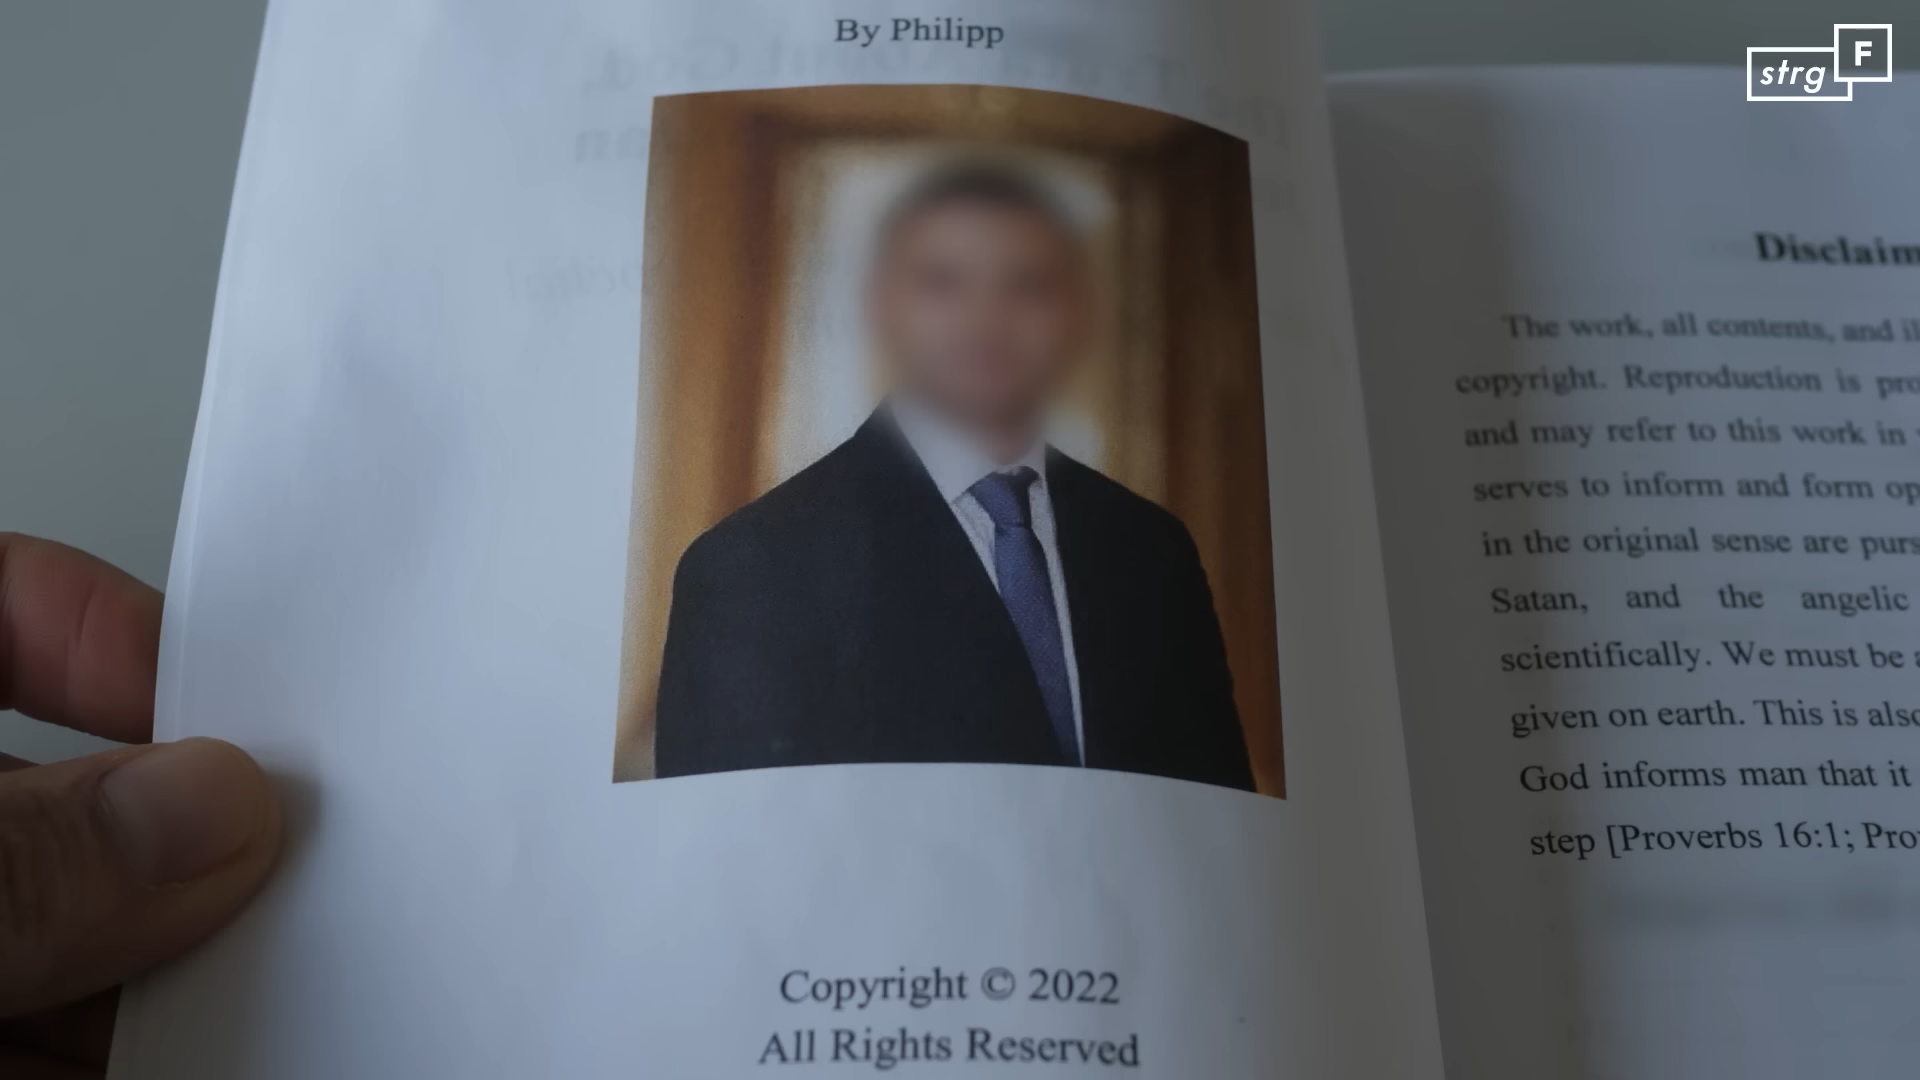 By Philipp
Copyright © 2022
All Rights Reserved
Disclaim
The work, all contents, and il
copyright. Reproduction is pro
and may refer to this work in
serves to inform and form op
in the original sense are purs
Satan, and the angelic
scientifically. We must be a
given on earth. This is also
God informs man that it
step [Proverbs 16:1; Pro
strg
F